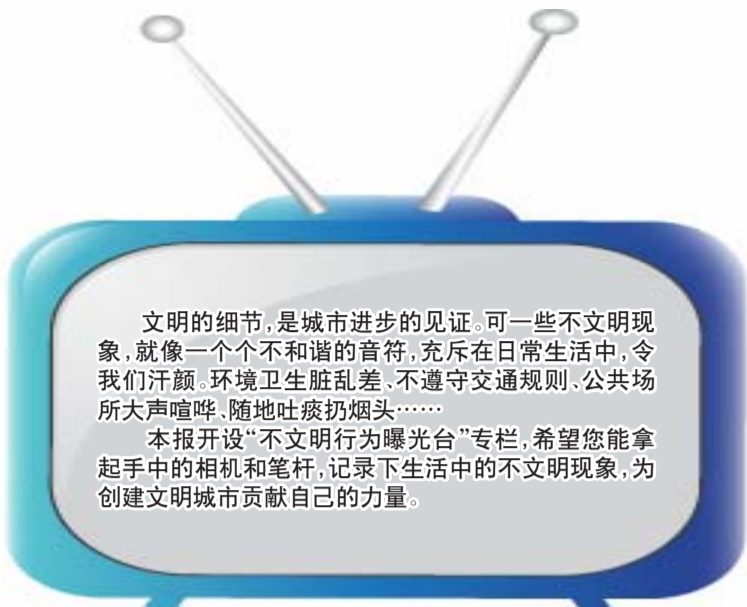 文明的细节,是城市进步的见证。可一些不文明现
象,就像一个个不和谐的音符,充斥在日常生活中,令
我们汗颜。环境卫生脏乱差、不遵守交通规则、公共场
所大声喧哗、随地吐痰扔烟头……
本报开设“不文明行为曝光台”专栏,希望您能拿
起手中的相机和笔杆,记录下生活中的不文明现象,为
创建文明城市贡献自己的力量。